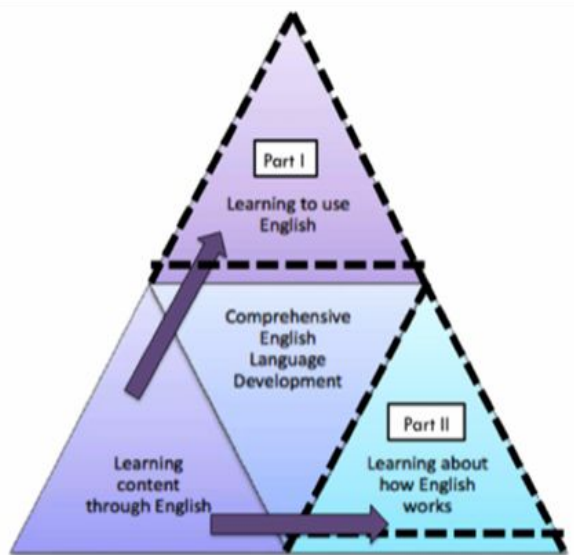 Part I
Learning to use
English
Comprehensive
English
Language
Development
Part II
Learning
content
through English
Learning about
how English
works